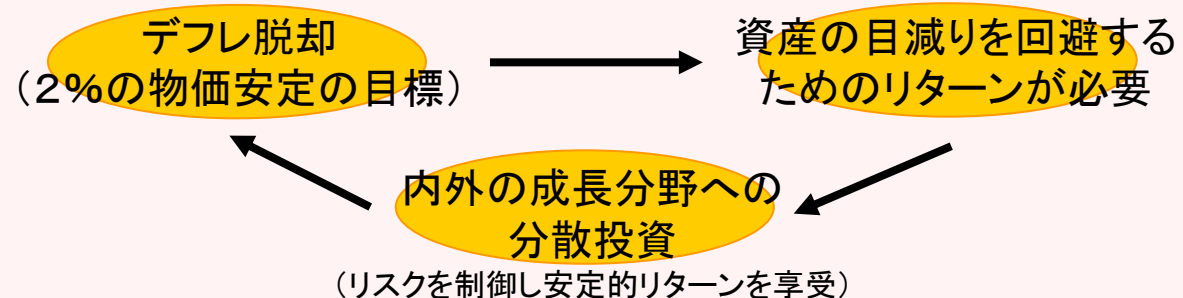 デフレ脱却
（２％の物価安定の目標）
資産の目減りを回避する
ためのリターンが必要
内外の成長分野への
分散投資
（リスクを制御し安定的リターンを享受）